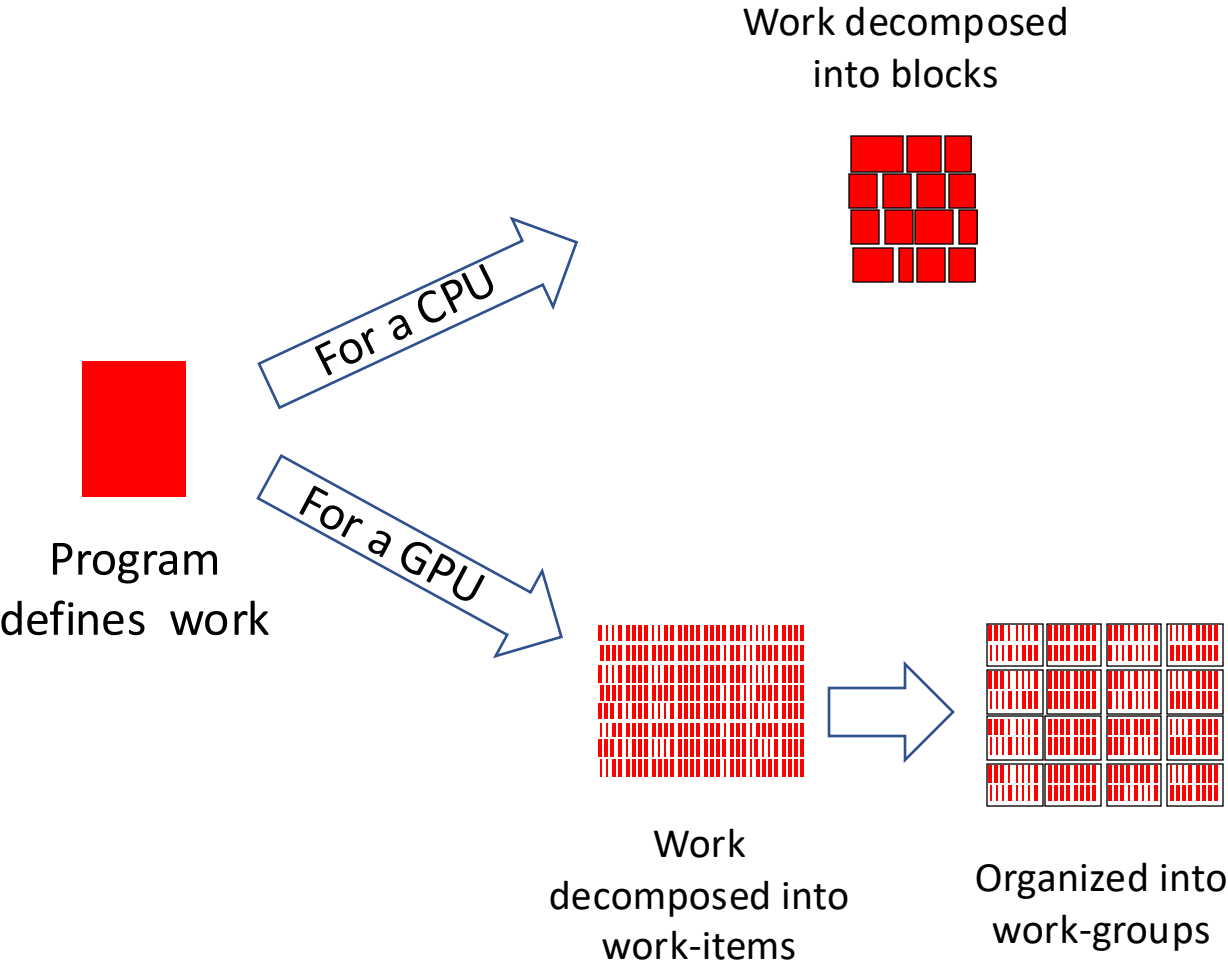 Work decomposed
into blocks
For a CPU
Program
defines work
For a GPU
Work
decomposed into
work-items
Organized into
work-groups